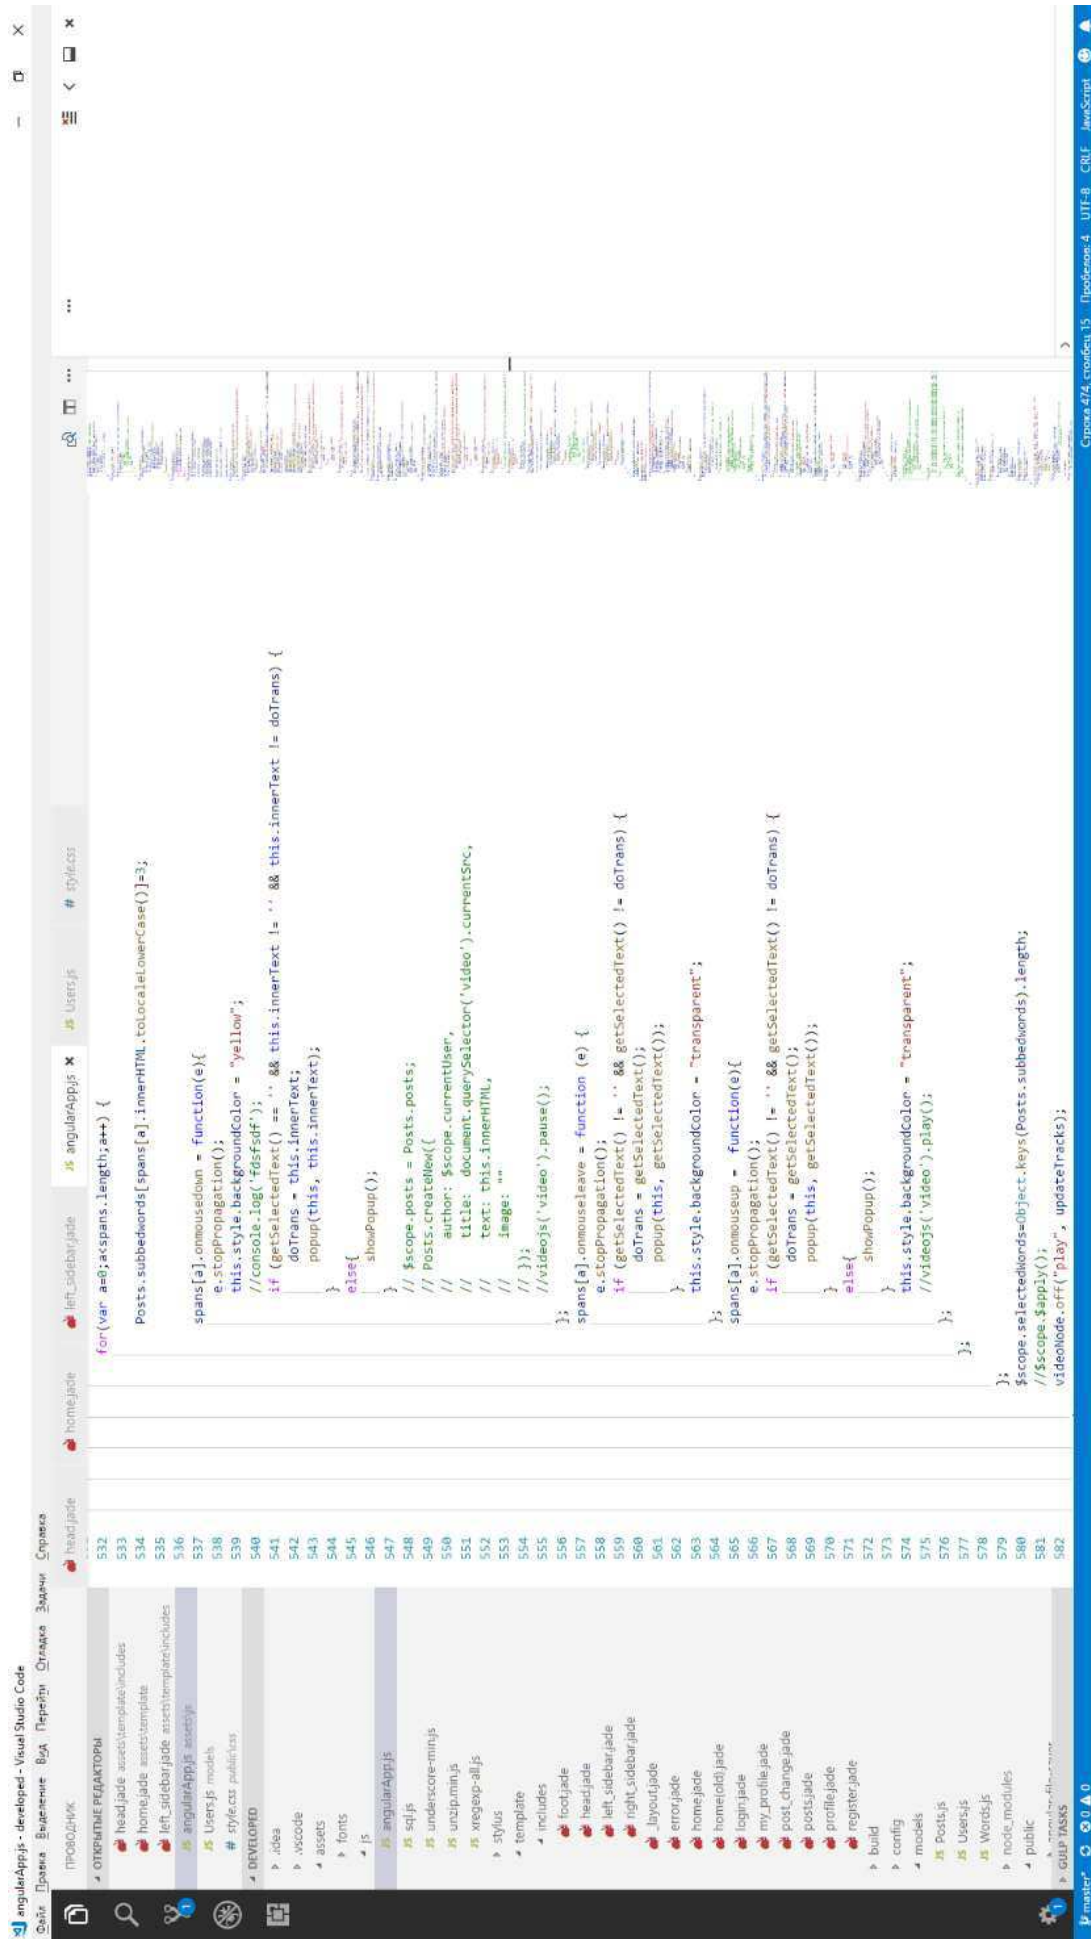 angularApp.js - developed - Visual Studio Code
Файл Правка Выделение Вид Перейти Отладка Задачи Справка
ПРОВОДНИК
ОТКРЫТЫЕ РЕДАКТОРЫ
head.jade assets\template\includes
home.jade assets\template
left_sidebar.jade assets\template\includes
JS angularApp.js assets\js
JS Users.js models
# style.css public\css
DEVELOPED
.idea
.vscode
assets
fonts
js
JS angularApp.js
JS sql.js
JS underscore-min.js
JS unzip.min.js
JS xregexp-all.js
stylus
template
includes
foot.jade
head.jade
left_sidebar.jade
right_sidebar.jade
_layout.jade
error.jade
home.jade
home(old).jade
login.jade
my_profile.jade
post_change.jade
posts.jade
profile.jade
register.jade
build
config
models
JS Posts.js
JS Users.js
JS Words.js
node_modules
public
GULP TASKS
head.jade home.jade left_sidebar.jade JS angularApp.js × JS Users.js # style.css
532 for(var a=0;a<spans.length;a++) {
533
534 Posts.subbedwords[spans[a].innerHTML.toLocaleLowerCase()]=3;
535
536
537 spans[a].onmousedown = function(e){
538 e.stopPropagation();
539 this.style.backgroundColor = "yellow";
540 //console.log('fdsfsdf');
541 if (getSelectedText() == '' && this.innerText != '' && this.innerText != doTrans) {
542 doTrans = this.innerText;
543 popup(this, this.innerText);
544 }
545 else{
546 showPopup();
547 }
548 // $scope.posts = Posts.posts;
549 // Posts.createNew({
550 // author: $scope.currentUser,
551 // title: document.querySelector('video').currentSrc,
552 // text: this.innerHTML,
553 // image: ""
554 // });
555 //videojs('video').pause();
556 };
557 spans[a].onmouseleave = function (e) {
558 e.stopPropagation();
559 if (getSelectedText() != '' && getSelectedText() != doTrans) {
560 doTrans = getSelectedText();
561 popup(this, getSelectedText());
562 }
563 this.style.backgroundColor = "transparent";
564 };
565 spans[a].onmouseup = function(e){
566 e.stopPropagation();
567 if (getSelectedText() != '' && getSelectedText() != doTrans) {
568 doTrans = getSelectedText();
569 popup(this, getSelectedText());
570 }
571 else{
572 showPopup();
573 }
574 this.style.backgroundColor = "transparent";
575 //videojs('video').play();
576 };
577 };
578
579 };
580 $scope.selectedWords=Object.keys(Posts.subbedwords).length;
581 //$scope.$apply();
582 videoNode.off("play", updateTracks);
master* 0 0 Строка 474, столбец 15 Пробелов: 4 UTF-8 CRLF JavaScript